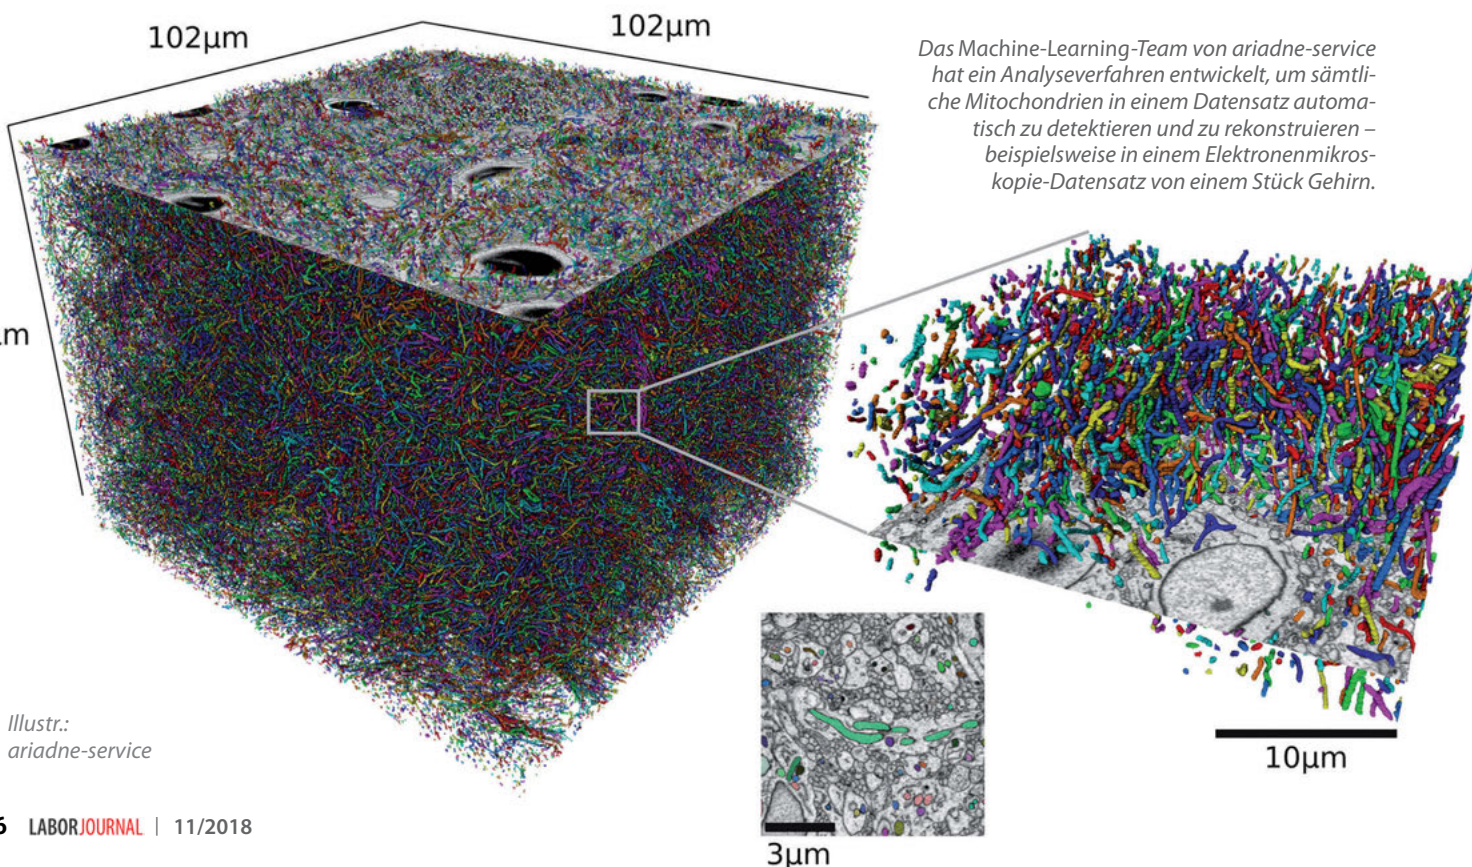 102µm
102µm
Das Machine-Learning-Team von ariadne-service
hat ein Analyseverfahren entwickelt, um sämtli-
che Mitochondrien in einem Datensatz automa-
tisch zu detektieren und zu rekonstruieren –
beispielsweise in einem Elektronenmikros-
kopie-Datensatz von einem Stück Gehirn.
m
10µm
3µm
Illustr.:
ariadne-service
6 LABORJOURNAL | 11/2018